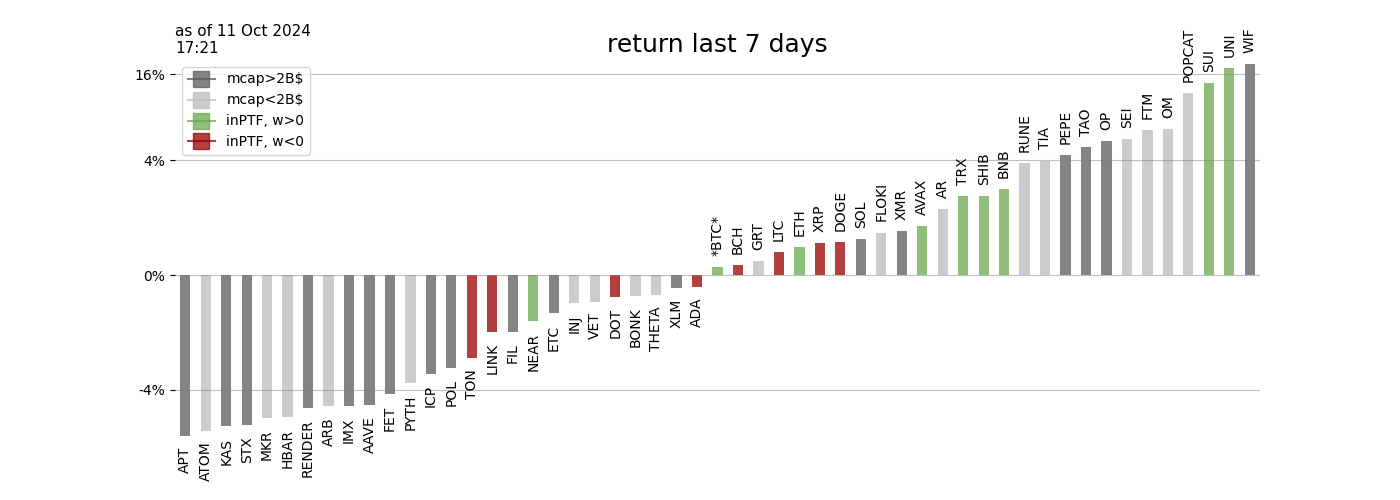 as of 11 Oct 2024
17:21
return last 7 days
mcap>2B$
mcap<2B$
inPTF, w>0
inPTF, w<0
16%
4%
0%
-4%
APT
ATOM
KAS
STX
MKR
HBAR
RENDER
ARB
IMX
AAVE
FET
PYTH
ICP
POL
TON
LINK
FIL
NEAR
ETC
INJ
VET
DOT
BONK
THETA
XLM
ADA
*BTC*
BCH
GRT
LTC
ETH
XRP
DOGE
SOL
FLOKI
XMR
AVAX
AR
TRX
SHIB
BNB
RUNE
TIA
PEPE
TAO
OP
SEI
FTM
OM
POPCAT
SUI
UNI
WIF